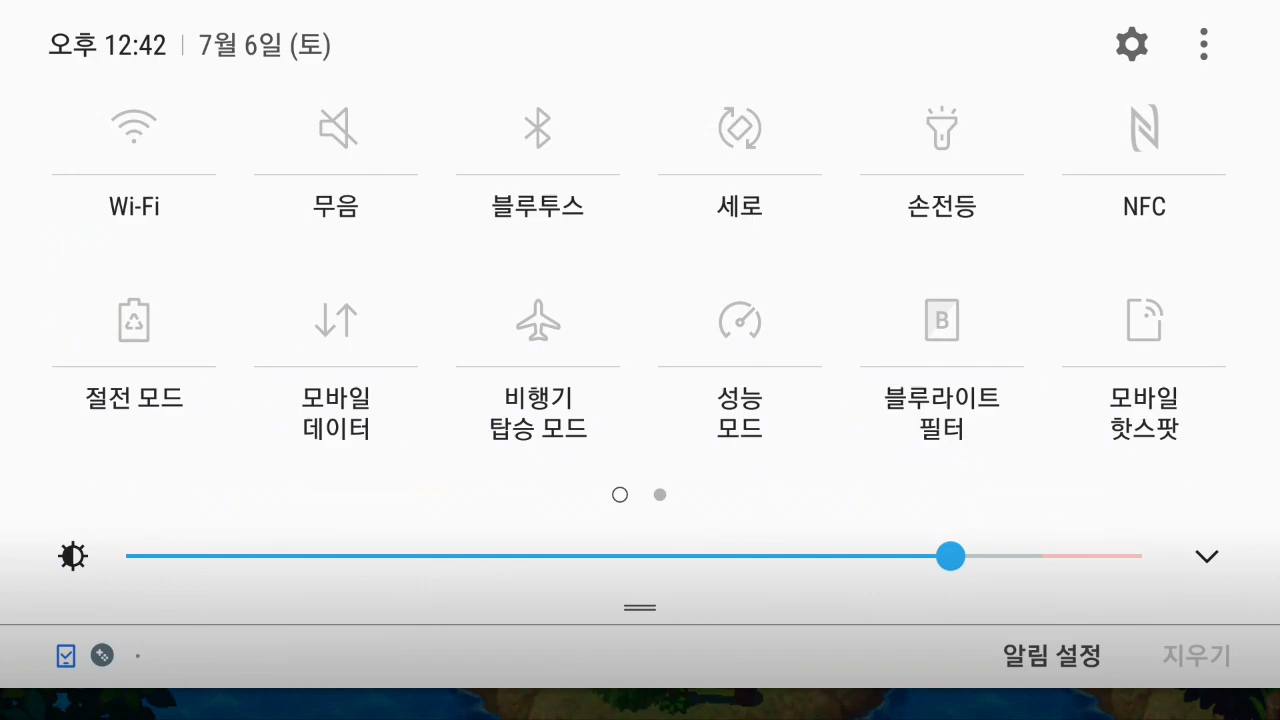 오후 12:42 7월 6일 (토)
Wi-Fi 무음 블루투스 세로 손전등 NFC
B
절전 모드 모바일 비행기 성능 블루라이트 모바일
데이터 탑승 모드 모드 필터 핫스팟
알림 설정 지우기